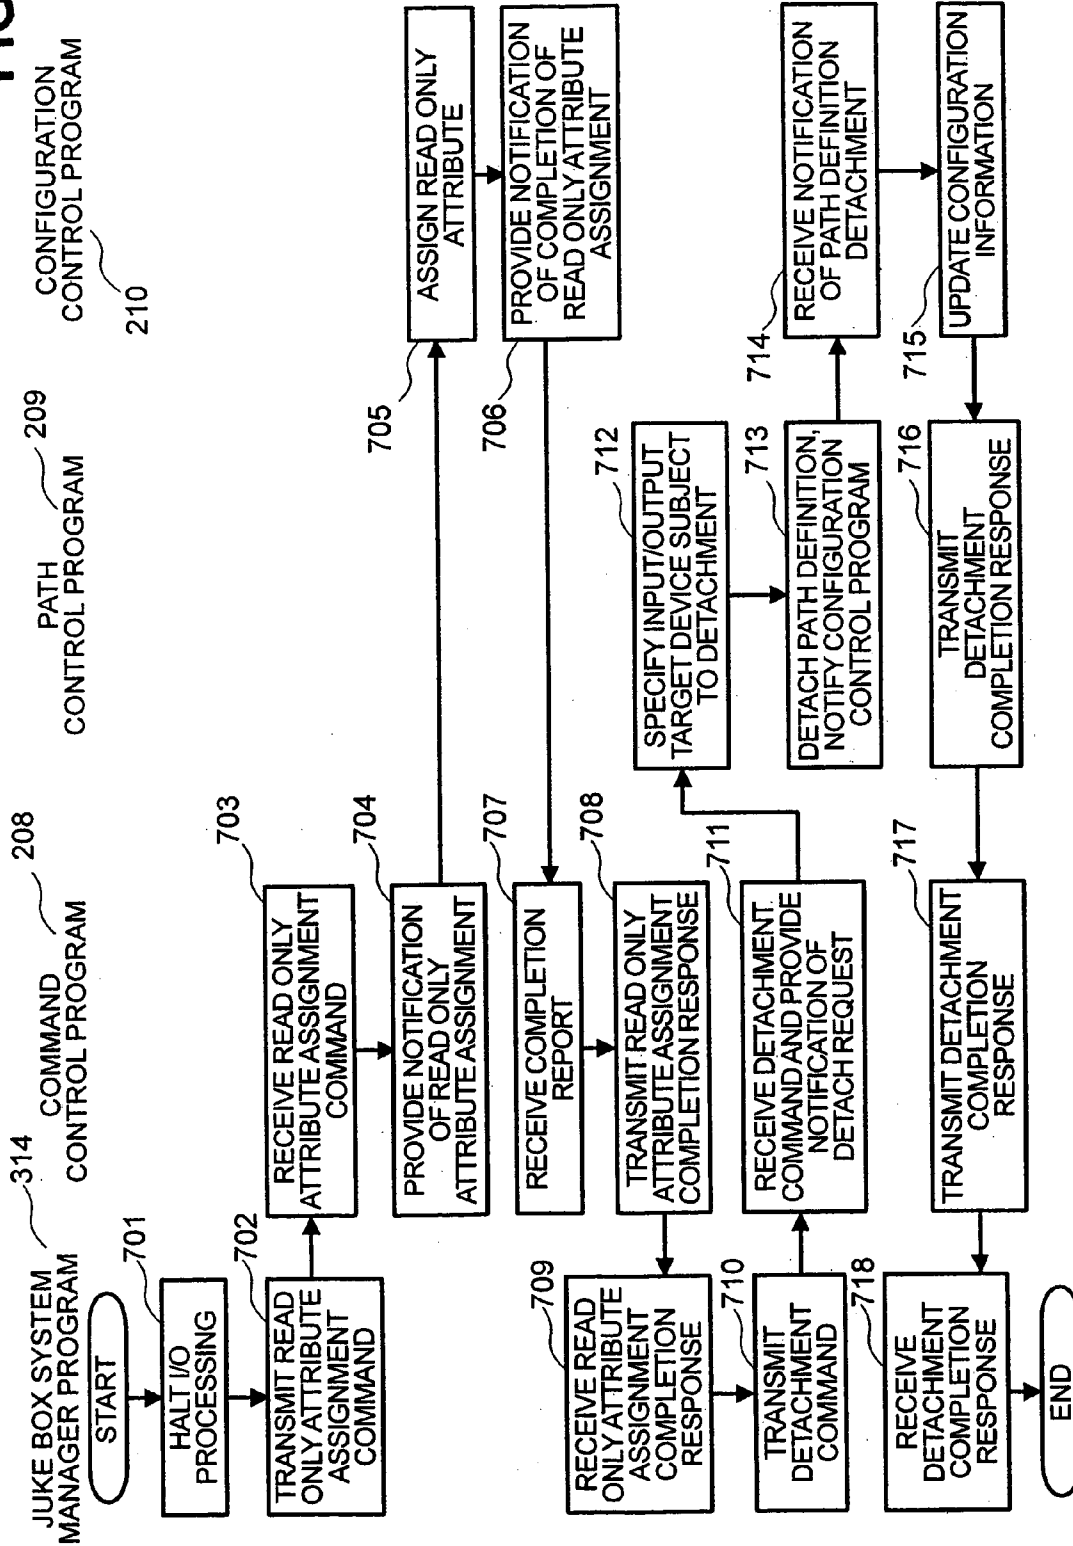 FIG
JUKE BOX SYSTEM
MANAGER PROGRAM
314
COMMAND
CONTROL PROGRAM
208
PATH
CONTROL PROGRAM
209
CONFIGURATION
CONTROL PROGRAM
210
START
701
HALT I/O
PROCESSING
702
TRANSMIT READ
ONLY ATTRIBUTE
ASSIGNMENT
COMMAND
703
RECEIVE READ ONLY
ATTRIBUTE ASSIGNMENT
COMMAND
704
PROVIDE NOTIFICATION
OF READ ONLY
ATTRIBUTE ASSIGNMENT
705
ASSIGN READ ONLY
ATTRIBUTE
706
PROVIDE NOTIFICATION
OF COMPLETION OF
READ ONLY ATTRIBUTE
ASSIGNMENT
707
RECEIVE COMPLETION
REPORT
708
TRANSMIT READ ONLY
ATTRIBUTE ASSIGNMENT
COMPLETION RESPONSE
709
RECEIVE READ
ONLY ATTRIBUTE
ASSIGNMENT
COMPLETION
RESPONSE
710
TRANSMIT
DETACHMENT
COMMAND
711
RECEIVE DETACHMENT
COMMAND AND PROVIDE
NOTIFICATION OF
DETACH REQUEST
712
SPECIFY INPUT/OUTPUT
TARGET DEVICE SUBJECT
TO DETACHMENT
713
DETACH PATH DEFINITION,
NOTIFY CONFIGURATION
CONTROL PROGRAM
714
RECEIVE NOTIFICATION
OF PATH DEFINITION
DETACHMENT
715
UPDATE CONFIGURATION
INFORMATION
716
TRANSMIT
DETACHMENT
COMPLETION RESPONSE
717
TRANSMIT DETACHMENT
COMPLETION
RESPONSE
718
RECEIVE
DETACHMENT
COMPLETION
RESPONSE
END